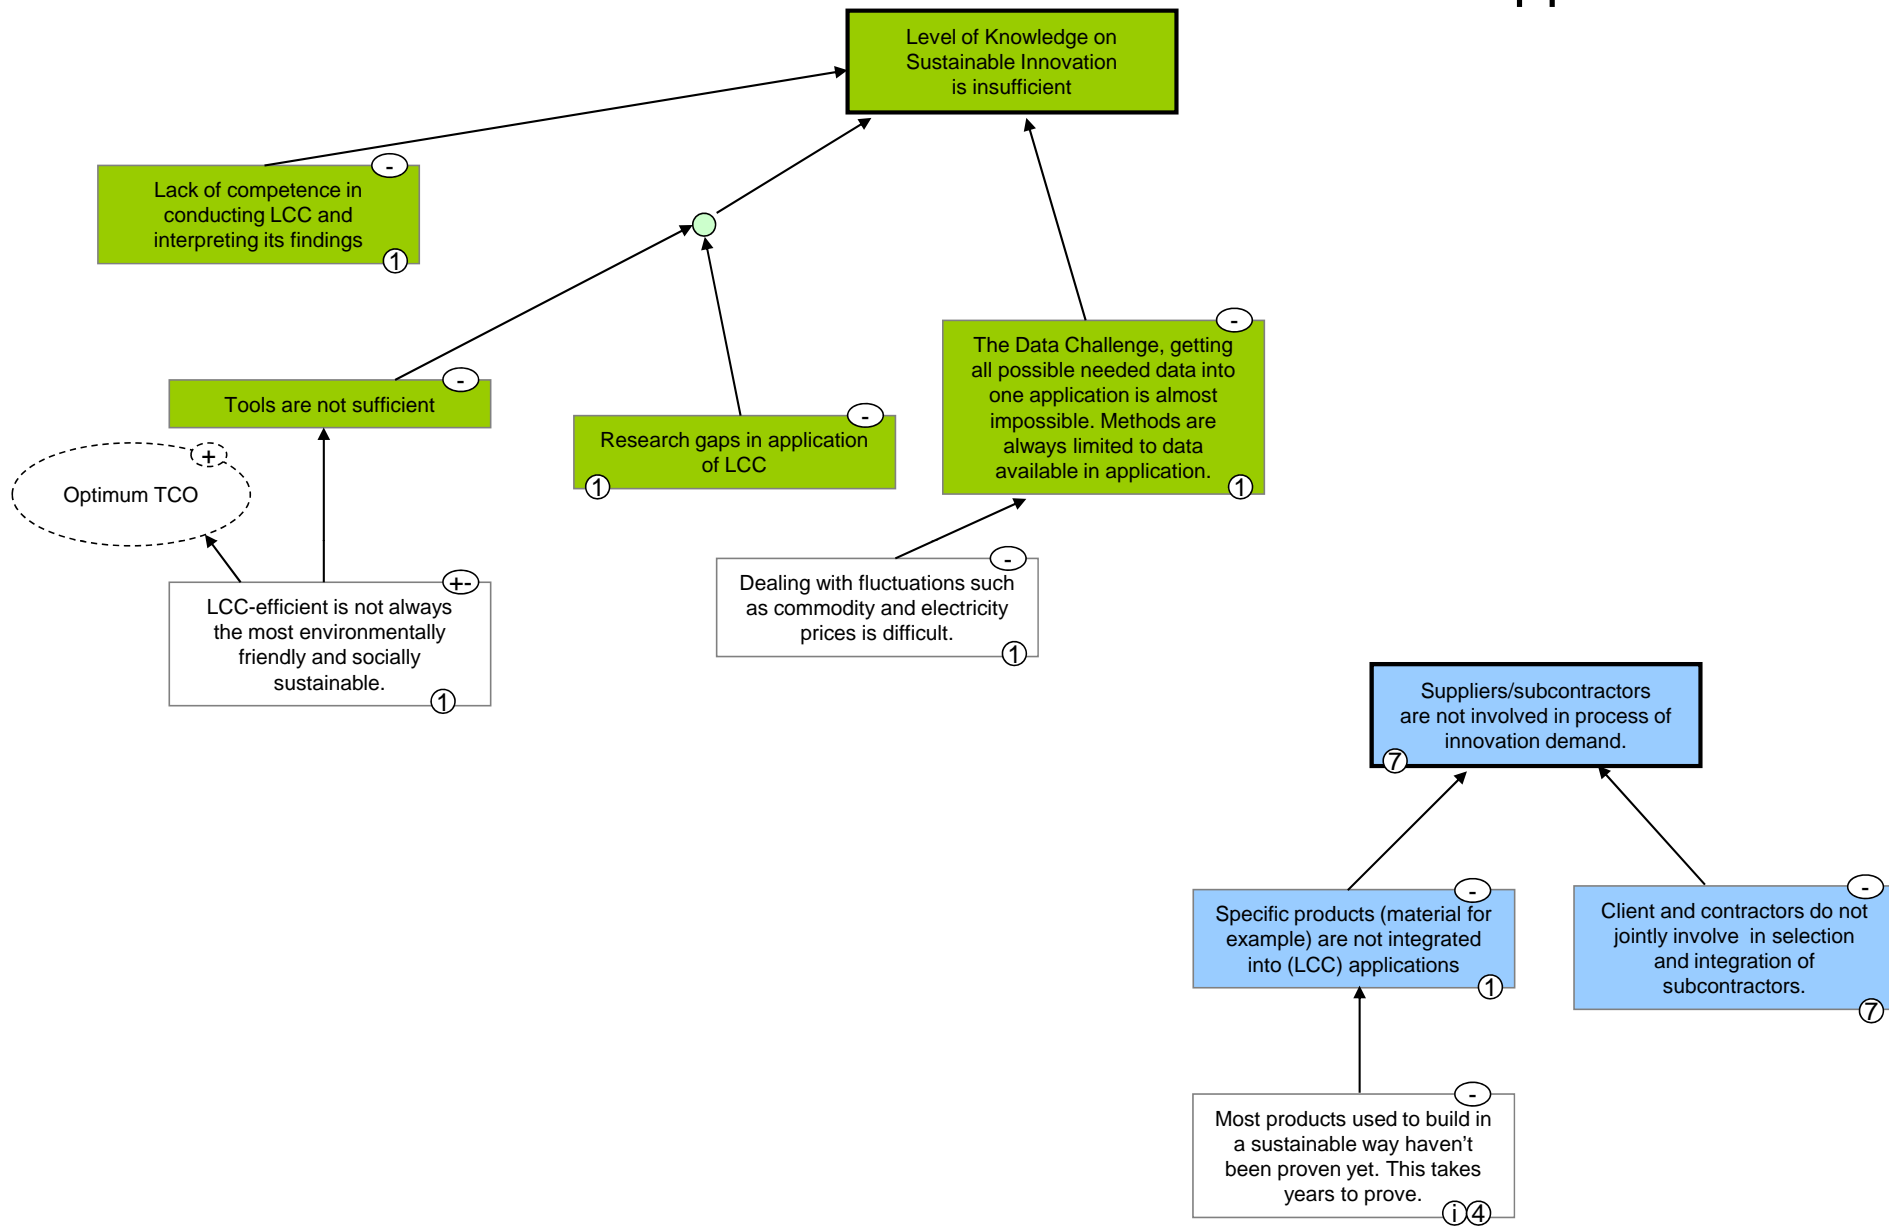 Level of Knowledge on
Sustainable Innovation
is insufficient
-
Lack of competence in
conducting LCC and
interpreting its findings
1
-
The Data Challenge, getting
all possible needed data into
one application is almost
impossible. Methods are
always limited to data
available in application.
1
-
Tools are not sufficient
-
Research gaps in application
of LCC
1
+
Optimum TCO
+-
LCC-efficient is not always
the most environmentally
friendly and socially
sustainable.
1
-
Dealing with fluctuations such
as commodity and electricity
prices is difficult.
1
Suppliers/subcontractors
are not involved in process of
innovation demand.
7
-
Specific products (material for
example) are not integrated
into (LCC) applications
1
-
Client and contractors do not
jointly involve in selection
and integration of
subcontractors.
7
-
Most products used to build in
a sustainable way haven't
been proven yet. This takes
years to prove.
i 4